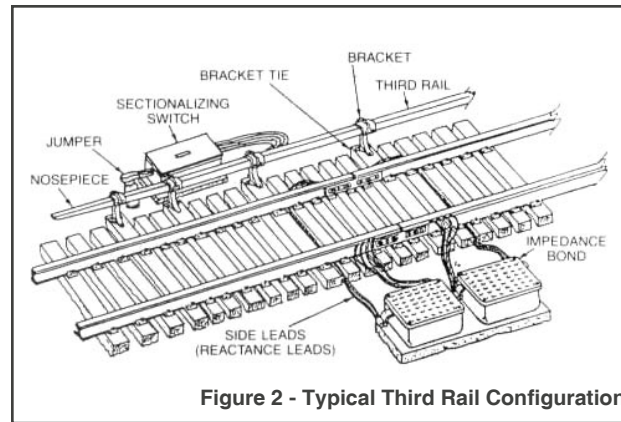 BRACKET
BRACKET TIE
THIRD RAIL
SECTIONALIZING
SWITCH
JUMPER
NOSEPIECE
IMPEDANCE
BOND
SIDE LEADS
(REACTANCE LEADS)
Figure 2 - Typical Third Rail Configuration